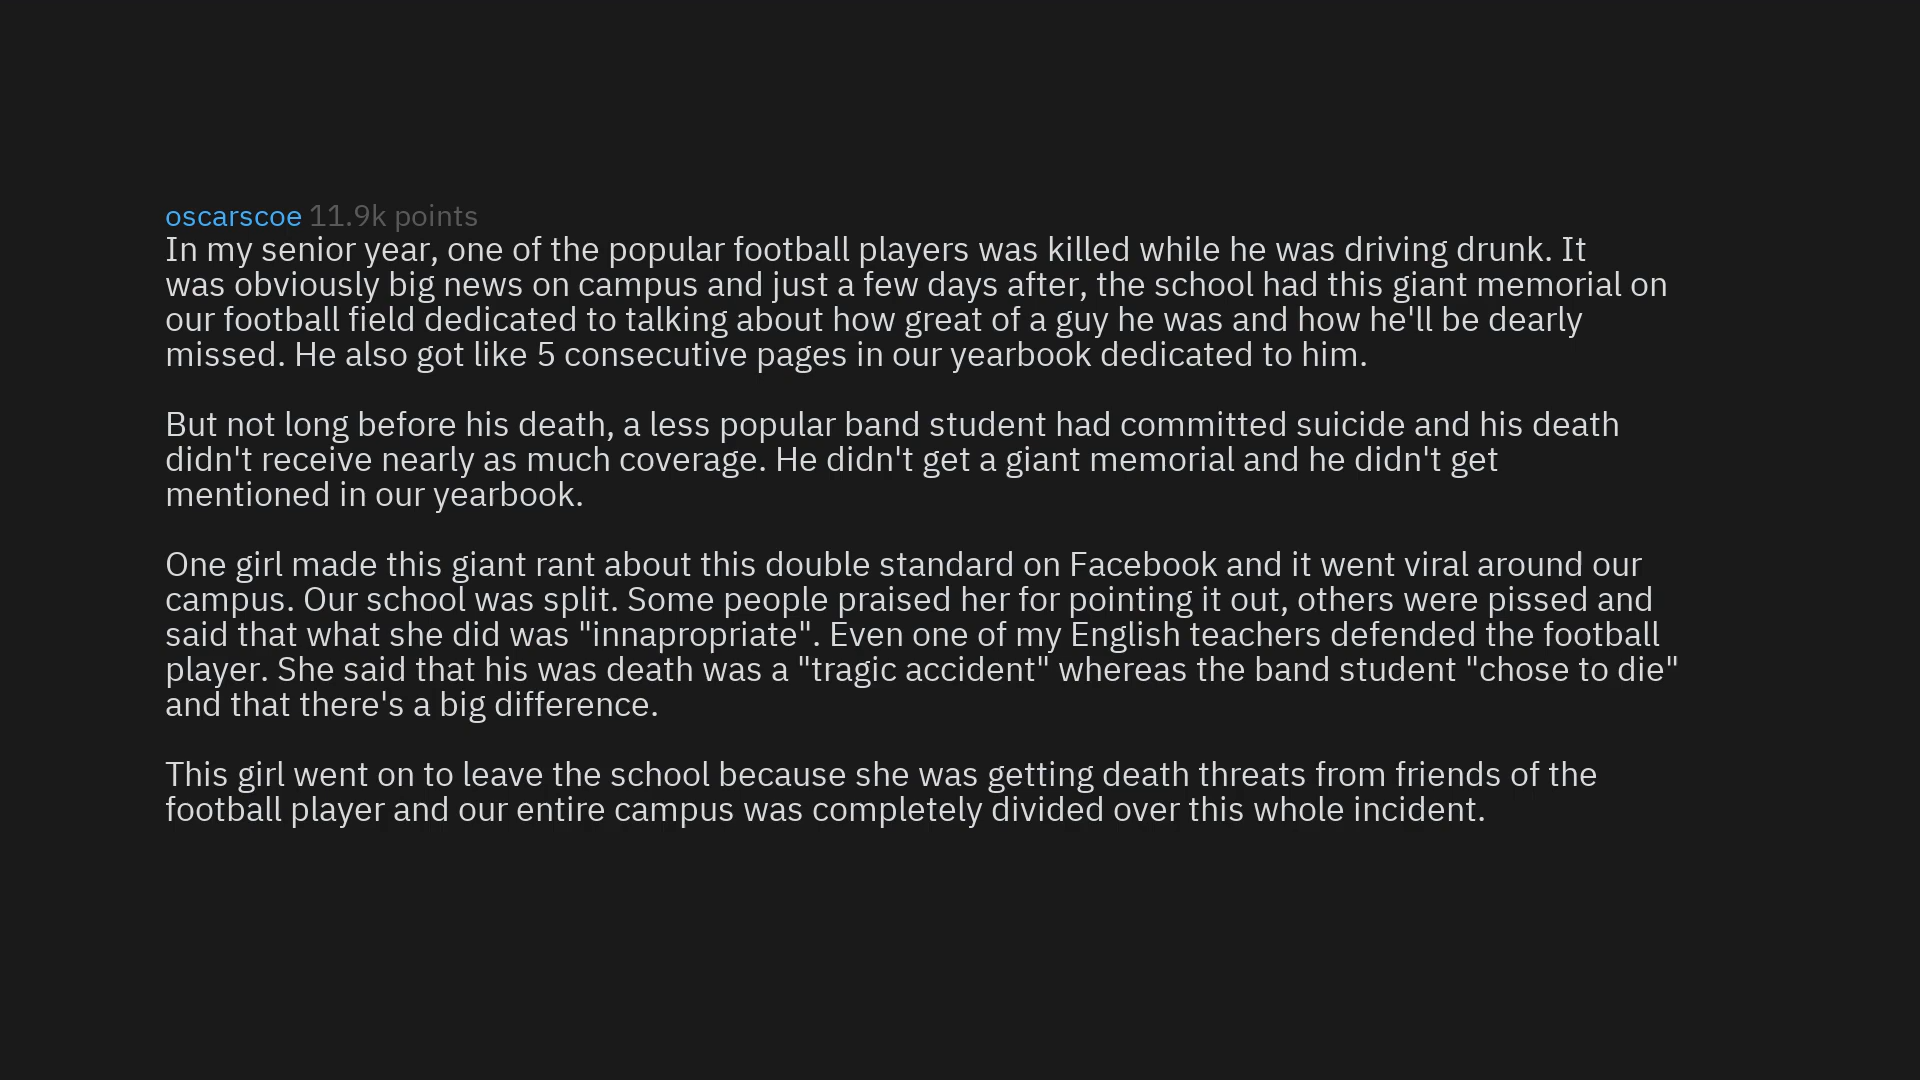 oscarscoe 11.9k points
In my senior year, one of the popular football players was killed while he was driving drunk. It
was obviously big news on campus and just a few days after, the school had this giant memorial on
our football field dedicated to talking about how great of a guy he was and how he'll be dearly
missed. He also got like 5 consecutive pages in our yearbook dedicated to him.
But not long before his death, a less popular band student had committed suicide and his death
didn't receive nearly as much coverage. He didn't get a giant memorial and he didn't get
mentioned in our yearbook.
One girl made this giant rant about this double standard on Facebook and it went viral around our
campus. Our school was split. Some people praised her for pointing it out, others were pissed and
said that what she did was "innapropriate". Even one of my English teachers defended the football
player. She said that his was death was a "tragic accident" whereas the band student "chose to die"
and that there's a big difference.
This girl went on to leave the school because she was getting death threats from friends of the
football player and our entire campus was completely divided over this whole incident.